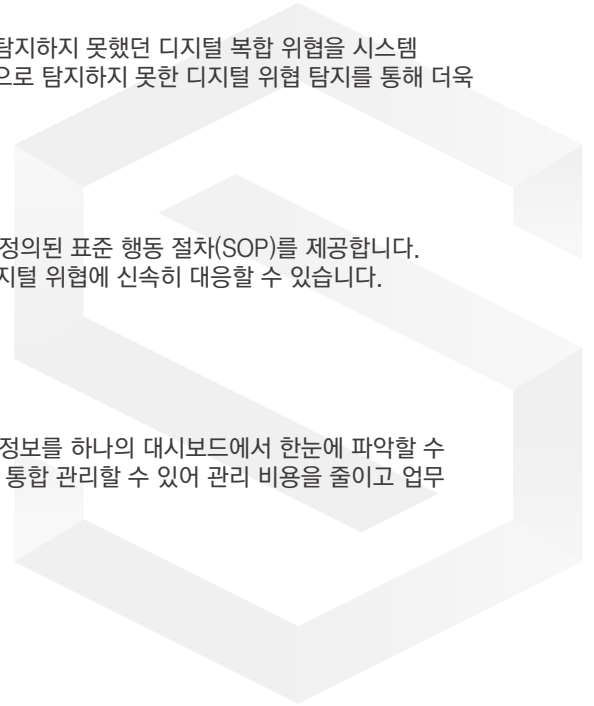 탐지하지 못했던 디지털 복합 위협을 시스템
으로 탐지하지 못한 디지털 위협 탐지를 통해 더욱
정의된 표준 행동 절차(SOP)를 제공합니다.
지털 위협에 신속히 대응할 수 있습니다.
정보를 하나의 대시보드에서 한눈에 파악할 수
통합 관리할 수 있어 관리 비용을 줄이고 업무